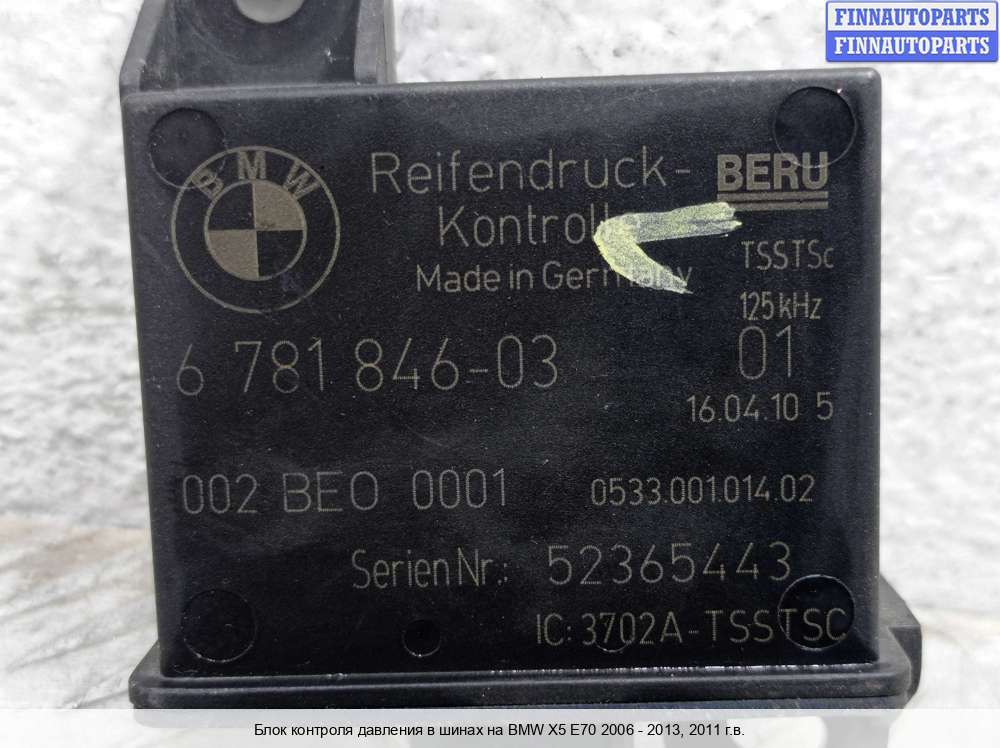 FINNAUTOPARTS
FINNAUTOPARTS
BMW
Reifendruck-
Kontrolle
Made in Germany
BERU
TSSTSc
125kHz
01
6 781 846-03
16.04.10 5
002 BEO 0001
0533.001.014.02
Serien Nr.: 52365443
IC: 3702A-TSSTSC
Блок контроля давления в шинах на BMW X5 E70 2006 - 2013, 2011 г.в.